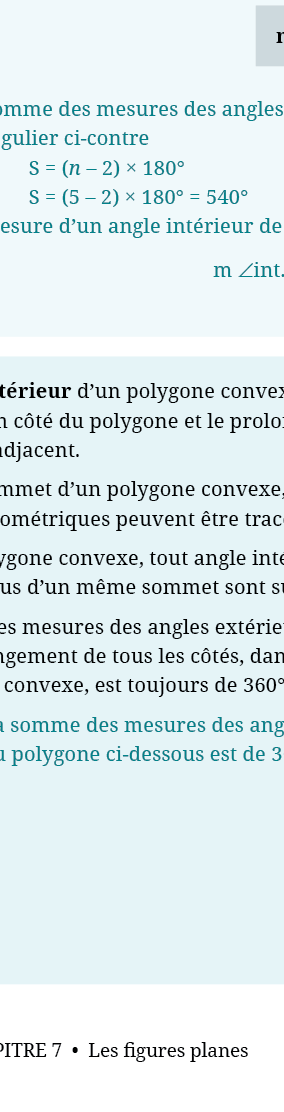 omme des mesures des angles
gulier ci-contre
S = (n – 2) × 180°
S = (5 – 2) × 180° = 540°
esure d’un angle intérieur de
m ∠int.
térieur d’un polygone convex
n côté du polygone et le prolo
adjacent.
mmet d’un polygone convexe,
ométriques peuvent être trac
ygone convexe, tout angle inté
us d’un même sommet sont su
es mesures des angles extérie
ngement de tous les côtés, dan
convexe, est toujours de 360°
a somme des mesures des ang
u polygone ci-dessous est de 3
PITRE 7 • Les figures planes